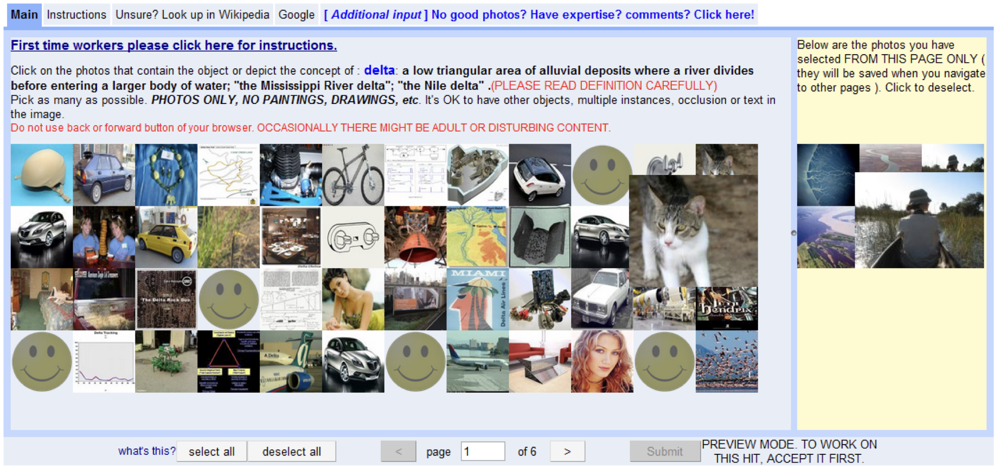 Main Instructions Unsure? Look up in Wikipedia Google [ Additional input ] No good photos? Have expertise? comments? Click here!
First time workers please click here for instructions.
Click on the photos that contain the object or depict the concept of : delta: a low triangular area of alluvial deposits where a river divides
before entering a larger body of water; "the Mississippi River delta"; "the Nile delta" .(PLEASE READ DEFINITION CAREFULLY)
Pick as many as possible. PHOTOS ONLY, NO PAINTINGS, DRAWINGS, etc. It's OK to have other objects, multiple instances, occlusion or text in
the image.
Do not use back or forward button of your browser. OCCASIONALLY THERE MIGHT BE ADULT OR DISTURBING CONTENT.
Below are the photos you have
selected FROM THIS PAGE ONLY (
they will be saved when you navigate
to other pages ). Click to deselect.
The Delta Rock Duo
MIAMI
Delta Air Lines
hendrix
Delta Tracking
Delta
what's this? select all deselect all < page 1 of 6 > Submit
PREVIEW MODE. TO WORK ON
THIS HIT, ACCEPT IT FIRST.